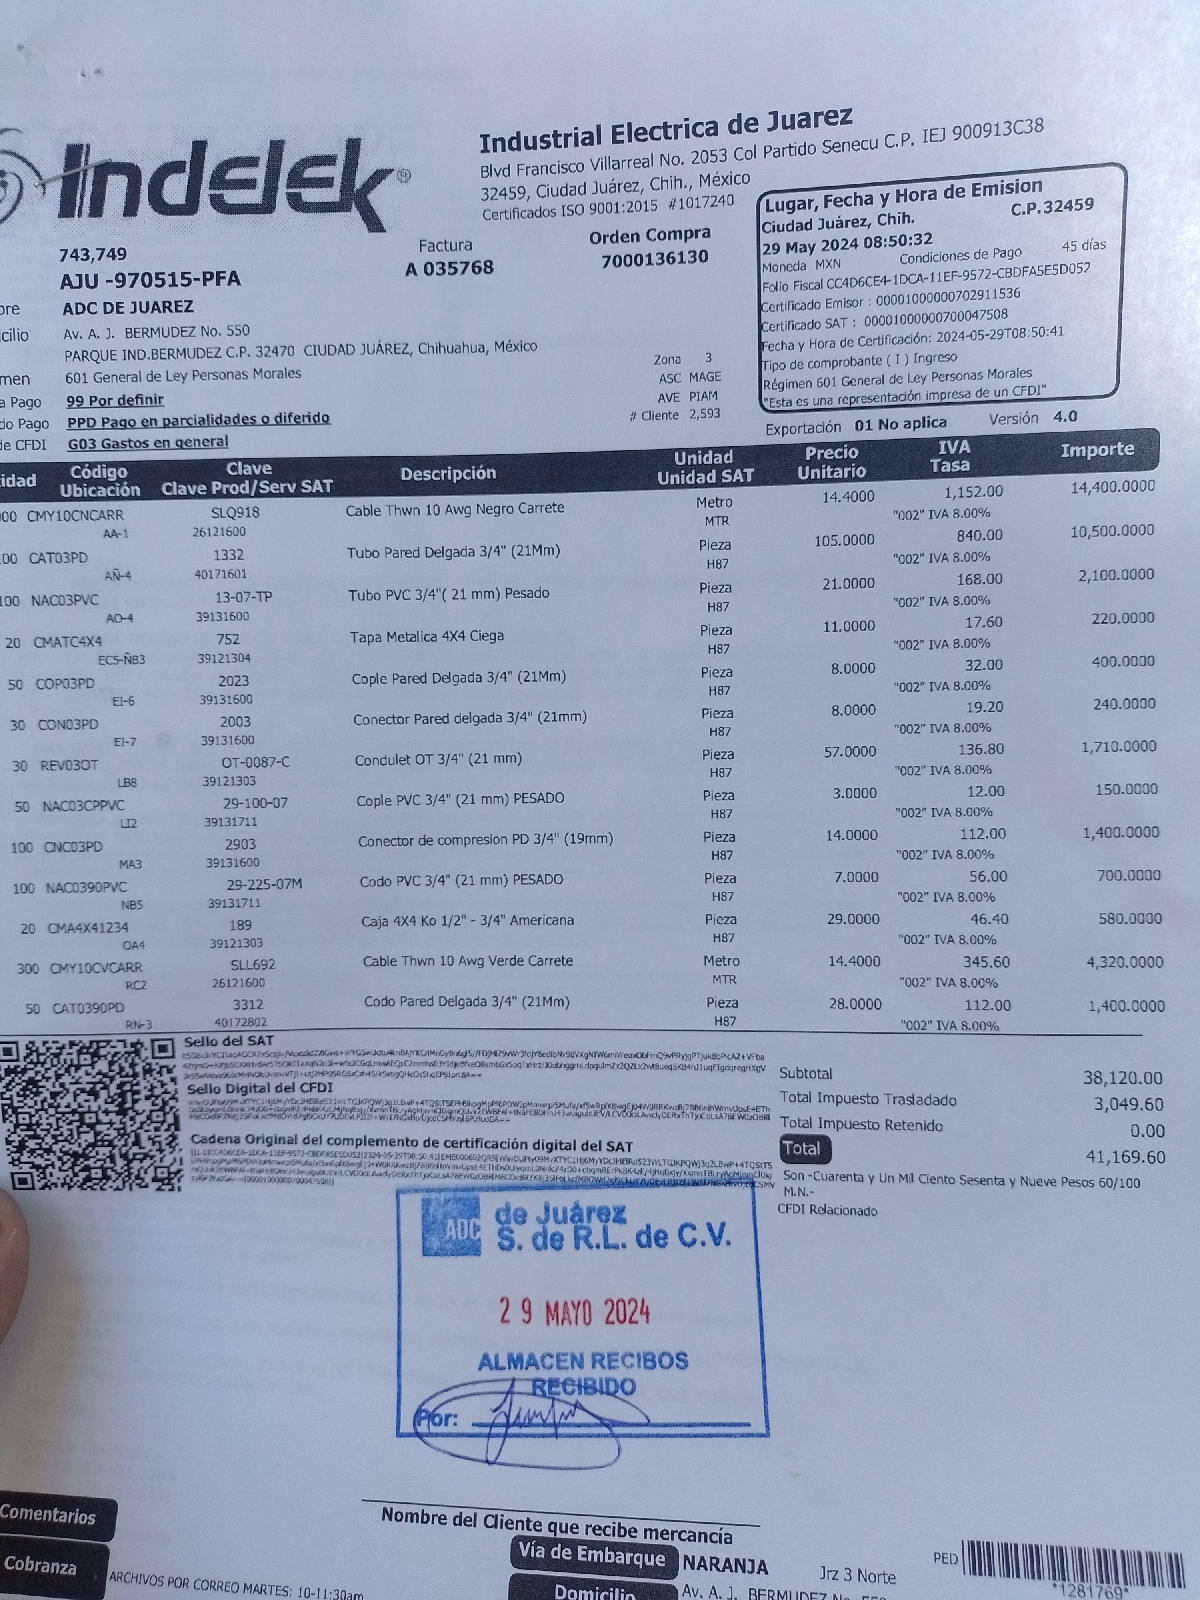 Indelek®
Industrial Electrica de Juarez
Blvd Francisco Villarreal No. 2053 Col Partido Senecu C.P. IEJ 900913C38
32459, Ciudad Juárez, Chih., México
Certificados ISO 9001:2015 #1017240
Lugar, Fecha y Hora de Emision
Ciudad Juárez, Chih. C.P.32459
29 May 2024 08:50:32
Moneda MXN Condiciones de Pago 45 días
Folio Fiscal CC4D6CE4-1DCA-11EF-9572-CBDFA5E5D052
Certificado Emisor : 00001000000702911536
Certificado SAT : 00001000000700047508
Fecha y Hora de Certificación: 2024-05-29T08:50:41
Tipo de comprobante ( I ) Ingreso
Régimen 601 General de Ley Personas Morales
"Esta es una representación impresa de un CFDI"
Exportación 01 No aplica Versión 4.0
743,749
Factura
A 035768
Orden Compra
7000136130
AJU -970515-PFA
bre ADC DE JUAREZ
cilio Av. A. J. BERMUDEZ No. 550
PARQUE IND.BERMUDEZ C.P. 32470 CIUDAD JUÁREZ, Chihuahua, México
men 601 General de Ley Personas Morales
a Pago 99 Por definir
do Pago PPD Pago en parcialidades o diferido
de CFDI G03 Gastos en general
Zona 3
ASC MAGE
AVE PIAM
# Cliente 2,593
idad Código Ubicación Clave Clave Prod/Serv SAT Descripción Unidad Unidad SAT Precio Unitario IVA Tasa Importe
00 CMY10CNCARR SLQ918 Cable Thwn 10 Awg Negro Carrete Metro 14.4000 1,152.00 14,400.0000
AA-1 26121600 MTR "002" IVA 8.00%
00 CAT03PD 1332 Tubo Pared Delgada 3/4" (21Mm) Pieza 105.0000 840.00 10,500.0000
AÑ-4 40171601 H87 "002" IVA 8.00%
100 NAC03PVC 13-07-TP Tubo PVC 3/4"( 21 mm) Pesado Pieza 21.0000 168.00 2,100.0000
AO-4 39131600 H87 "002" IVA 8.00%
20 CMATC4X4 752 Tapa Metalica 4X4 Ciega Pieza 11.0000 17.60 220.0000
EC5-ÑB3 39121304 H87 "002" IVA 8.00%
50 COP03PD 2023 Cople Pared Delgada 3/4" (21Mm) Pieza 8.0000 32.00 400.0000
EI-6 39131600 H87 "002" IVA 8.00%
30 CON03PD 2003 Conector Pared delgada 3/4" (21mm) Pieza 8.0000 19.20 240.0000
EI-7 39131600 H87 "002" IVA 8.00%
30 REV03OT OT-0087-C Condulet OT 3/4" (21 mm) Pieza 57.0000 136.80 1,710.0000
LB8 39121303 H87 "002" IVA 8.00%
50 NAC03CPPVC 29-100-07 Cople PVC 3/4" (21 mm) PESADO Pieza 3.0000 12.00 150.0000
LI2 39131711 H87 "002" IVA 8.00%
100 CNC03PD 2903 Conector de compresion PD 3/4" (19mm) Pieza 14.0000 112.00 1,400.0000
MA3 39131600 H87 "002" IVA 8.00%
100 NAC0390PVC 29-225-07M Codo PVC 3/4" (21 mm) PESADO Pieza 7.0000 56.00 700.0000
NB5 39131711 H87 "002" IVA 8.00%
20 CMA4X41234 189 Caja 4X4 Ko 1/2" - 3/4" Americana Pieza 29.0000 46.40 580.0000
OA4 39121303 H87 "002" IVA 8.00%
300 CMY10CVCARR SLL692 Cable Thwn 10 Awg Verde Carrete Metro 14.4000 345.60 4,320.0000
RC2 26121600 MTR "002" IVA 8.00%
50 CAT0390PD 3312 Codo Pared Delgada 3/4" (21Mm) Pieza 28.0000 112.00 1,400.0000
RN-3 40172802 H87 "002" IVA 8.00%
Sello del SAT
Sello Digital del CFDI
Cadena Original del complemento de certificación digital del SAT
Subtotal 38,120.00
Total Impuesto Trasladado 3,049.60
Total Impuesto Retenido 0.00
Total 41,169.60
Son -Cuarenta y Un Mil Ciento Sesenta y Nueve Pesos 60/100
M.N.-
CFDI Relacionado
ADC de Juárez
S. de R.L. de C.V.
29 MAYO 2024
ALMACEN RECIBOS
RECIBIDO
Por:
Nombre del Cliente que recibe mercancía
Comentarios
Vía de Embarque NARANJA Jrz 3 Norte PED
*1281769*
Cobranza ARCHIVOS POR CORREO MARTES: 10-11:30am
Domicilio Av. A. J. BERMUDEZ No.